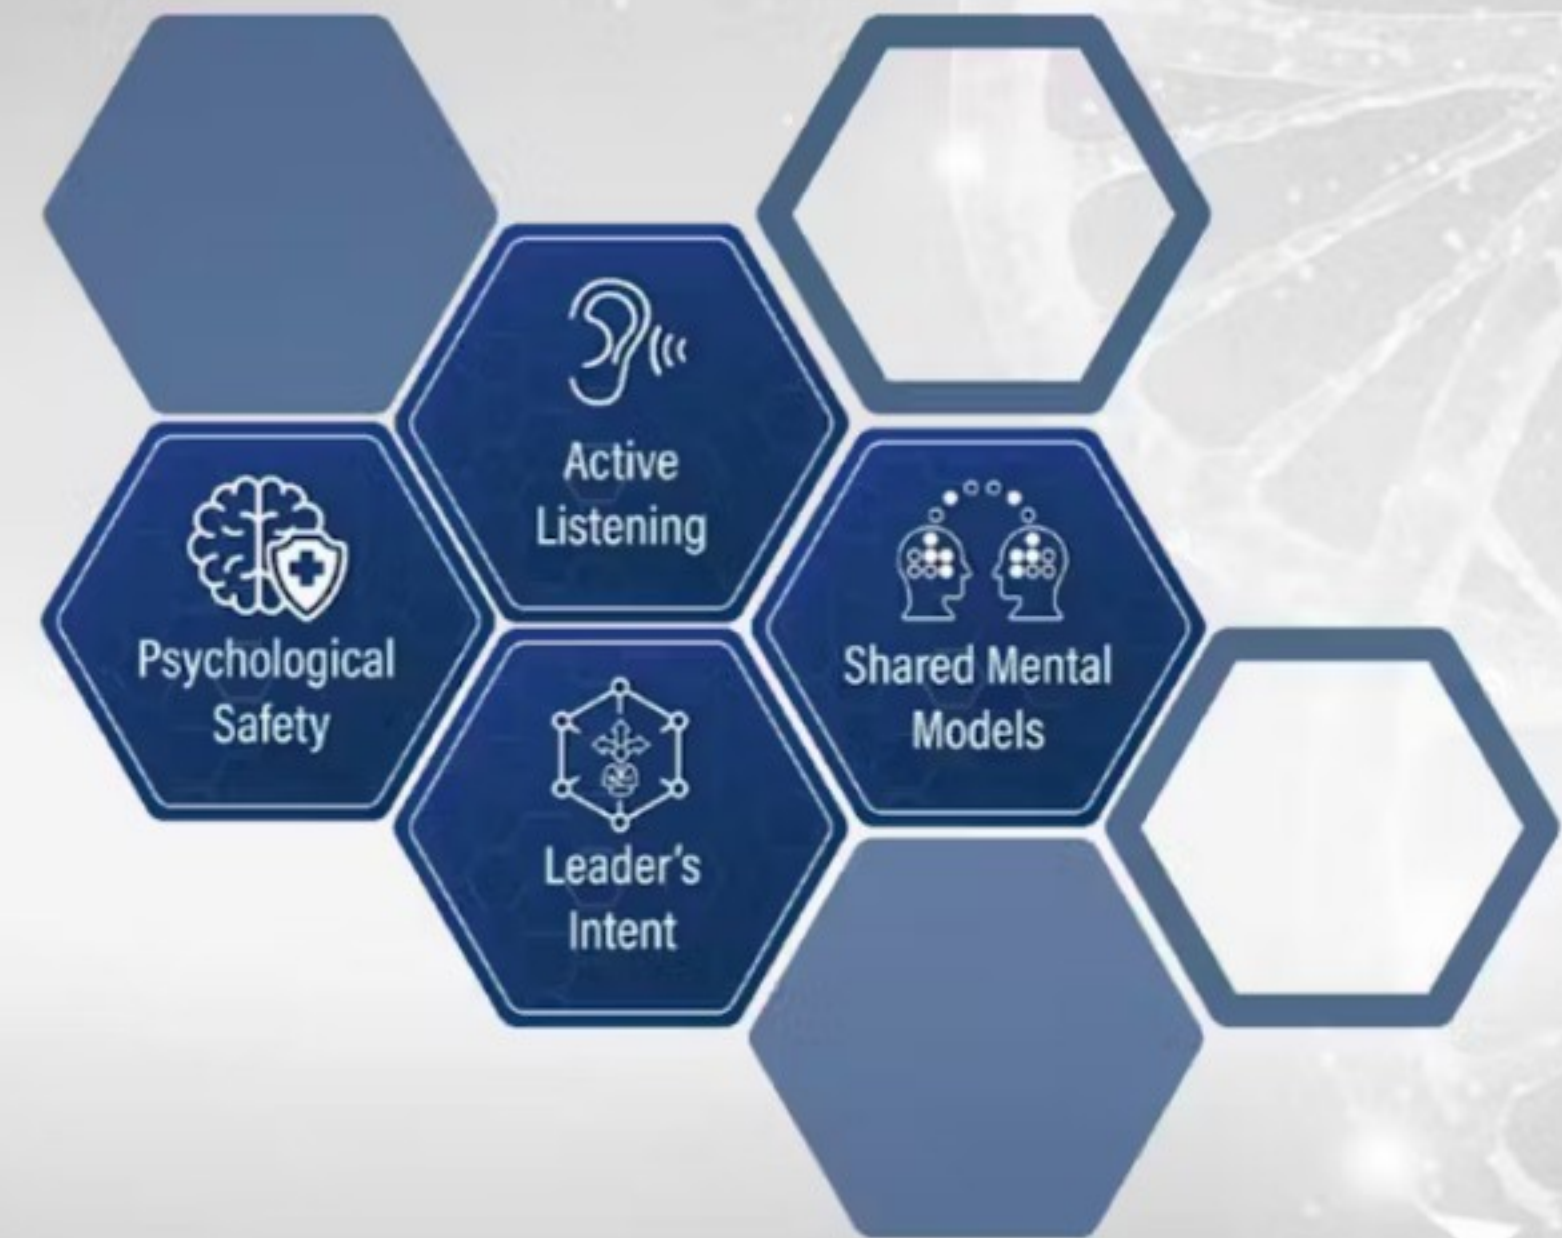 Active
Listening
Psychological
Safety
Shared Mental
Models
Leader's
Intent